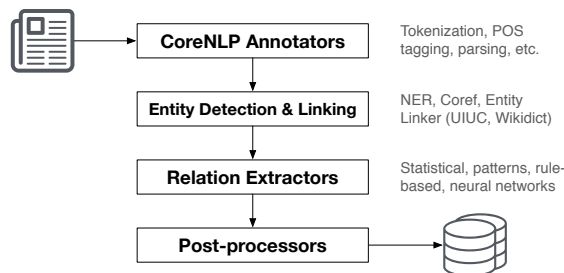 CoreNLP Annotators
Tokenization, POS
tagging, parsing, etc.
Entity Detection & Linking
NER, Coref, Entity
Linker (UIUC, Wikidict)
Relation Extractors
Statistical, patterns, rule-
based, neural networks
Post-processors